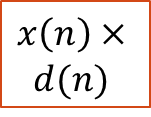 x(n) ×
d(n)